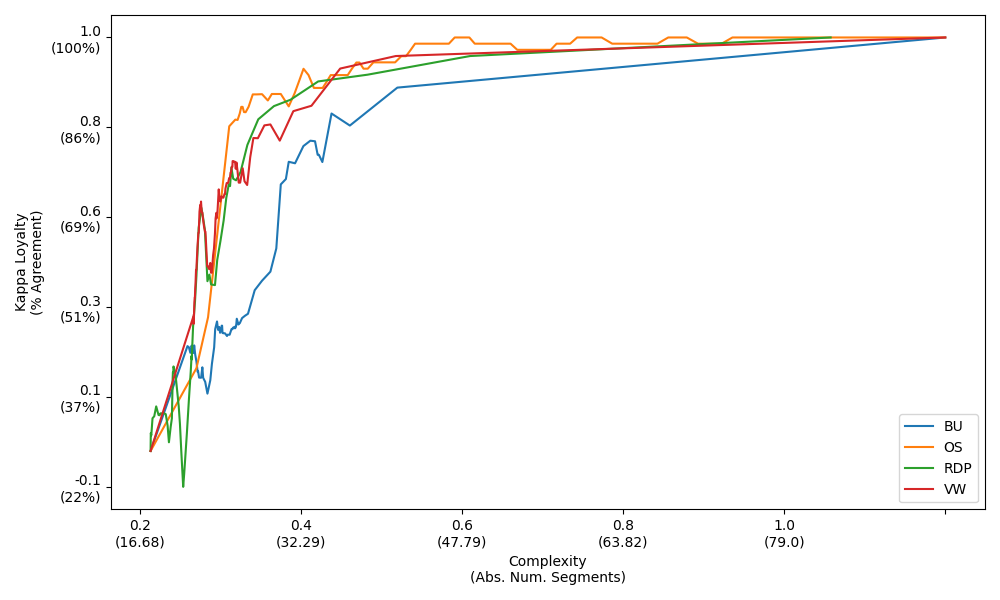 1.0
(100%)
0.8
(86%)
0.6
(69%)
0.3
(51%)
0.1
(37%)
-0.1
(22%)
Kappa Loyalty
(% Agreement)
BU
OS
RDP
VW
0.2
(16.68)
0.4
(32.29)
0.6
(47.79)
0.8
(63.82)
1.0
(79.0)
Complexity
(Abs. Num. Segments)